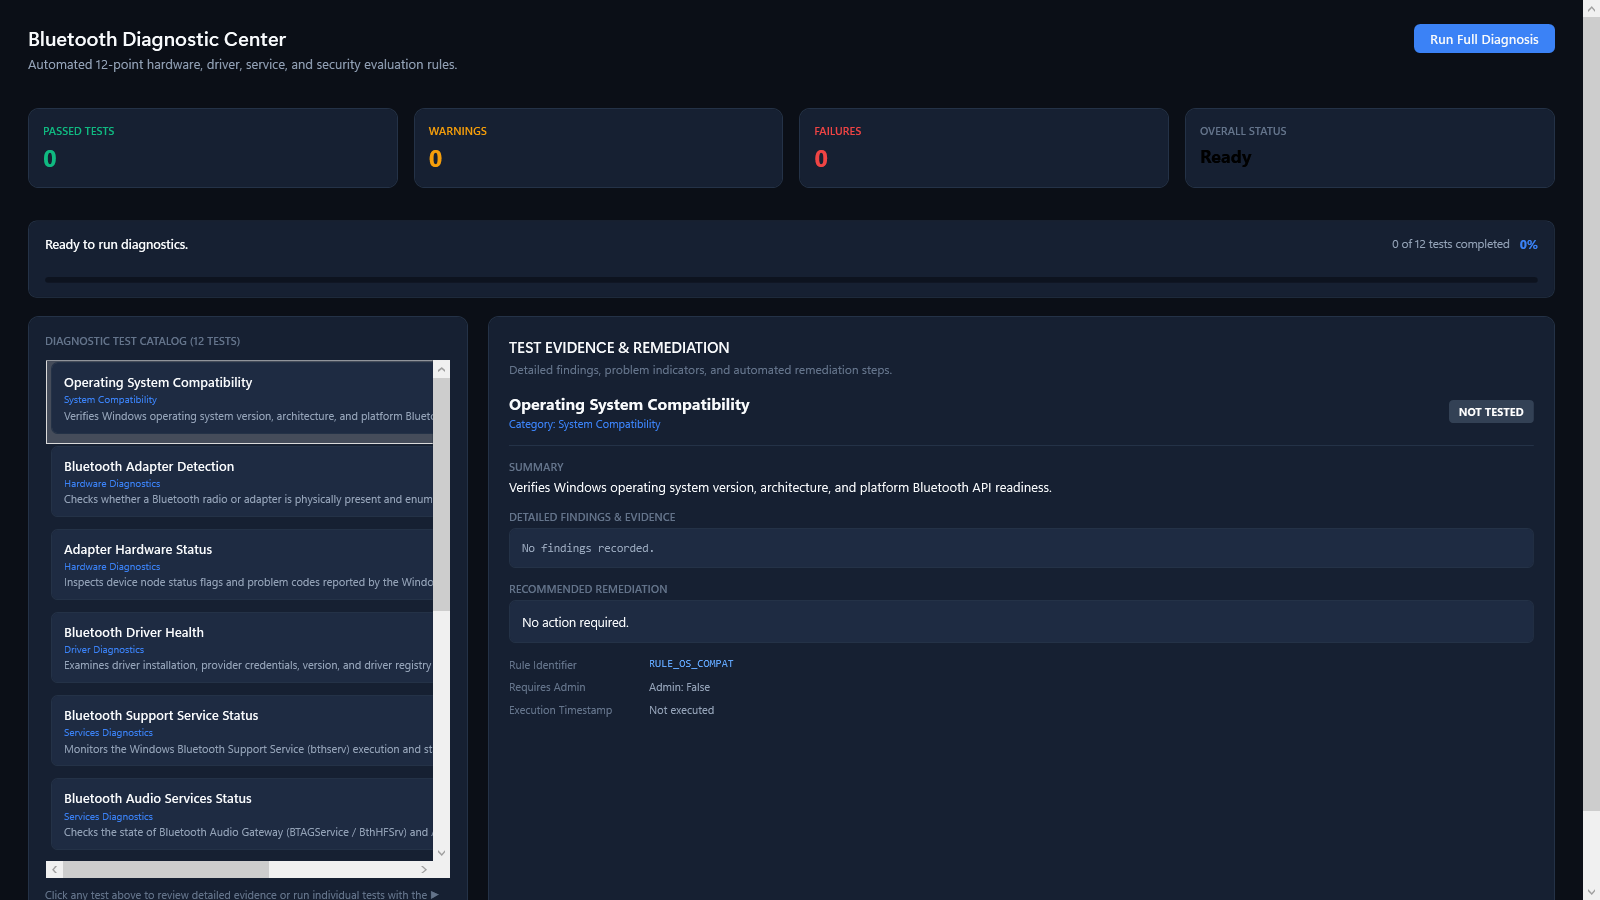 Bluetooth Diagnostic Center
Automated 12-point hardware, driver, service, and security evaluation rules.
Run Full Diagnosis
PASSED TESTS
0
WARNINGS
0
FAILURES
0
OVERALL STATUS
Ready
Ready to run diagnostics.
0 of 12 tests completed 0%
DIAGNOSTIC TEST CATALOG (12 TESTS)
Operating System Compatibility
System Compatibility
Verifies Windows operating system version, architecture, and platform Blueto
Bluetooth Adapter Detection
Hardware Diagnostics
Checks whether a Bluetooth radio or adapter is physically present and enum
Adapter Hardware Status
Hardware Diagnostics
Inspects device node status flags and problem codes reported by the Windo
Bluetooth Driver Health
Driver Diagnostics
Examines driver installation, provider credentials, version, and driver registry
Bluetooth Support Service Status
Services Diagnostics
Monitors the Windows Bluetooth Support Service (bthserv) execution and st
Bluetooth Audio Services Status
Services Diagnostics
Checks the state of Bluetooth Audio Gateway (BTAGService / BthHFSrv) and
Click any test above to review detailed evidence or run individual tests with the ▶
TEST EVIDENCE & REMEDIATION
Detailed findings, problem indicators, and automated remediation steps.
Operating System Compatibility
Category: System Compatibility
NOT TESTED
SUMMARY
Verifies Windows operating system version, architecture, and platform Bluetooth API readiness.
DETAILED FINDINGS & EVIDENCE
No findings recorded.
RECOMMENDED REMEDIATION
No action required.
Rule Identifier RULE_OS_COMPAT
Requires Admin Admin: False
Execution Timestamp Not executed